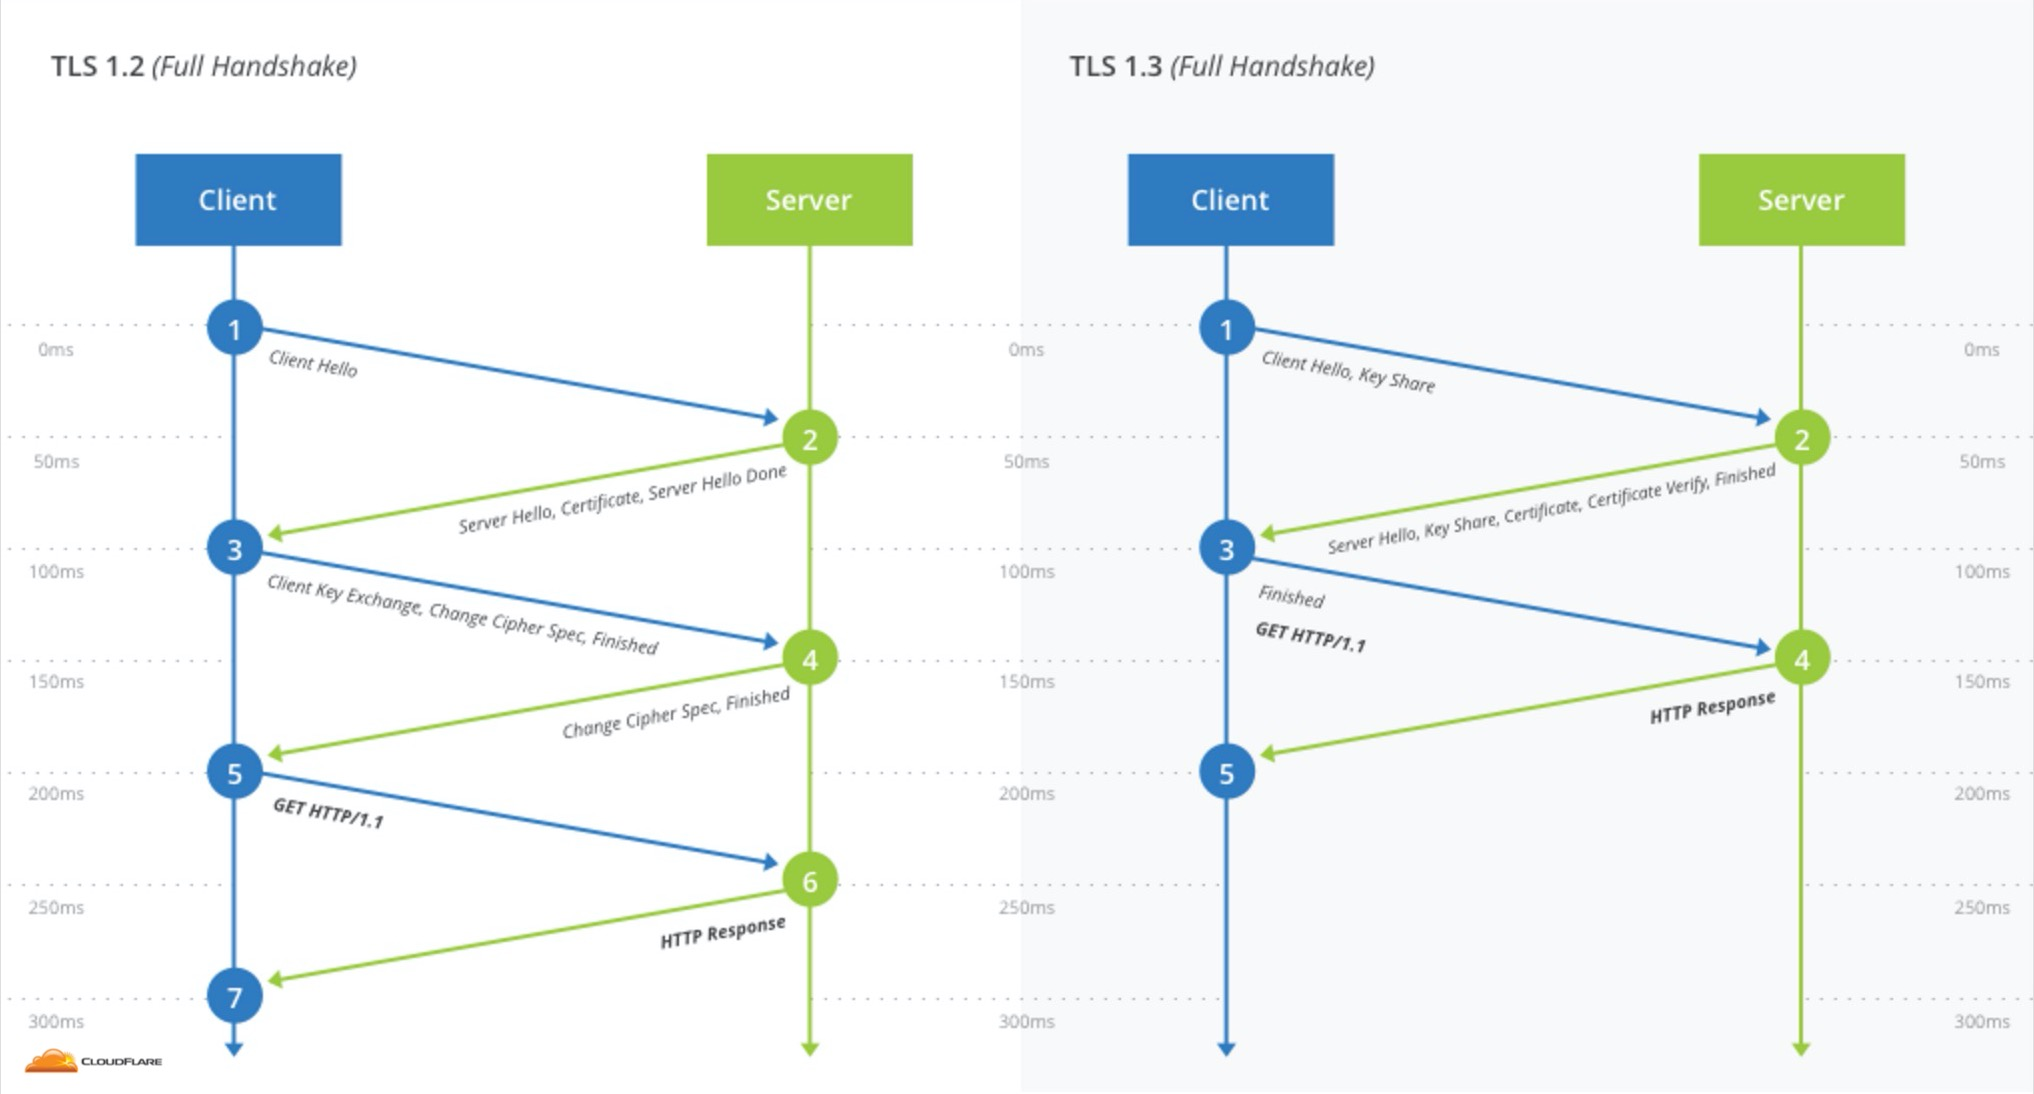 TLS 1.2 (Full Handshake)
Client
Server
1
0ms
Client Hello
2
50ms
Server Hello, Certificate, Server Hello Done
3
100ms
Client Key Exchange, Change Cipher Spec, Finished
4
150ms
Change Cipher Spec, Finished
5
200ms
GET HTTP/1.1
6
250ms
HTTP Response
7
300ms
CLOUDFLARE
TLS 1.3 (Full Handshake)
Client
Server
1
0ms
0ms
Client Hello, Key Share
2
50ms
50ms
Server Hello, Key Share, Certificate, Certificate Verify, Finished
3
100ms
100ms
Finished
GET HTTP/1.1
4
150ms
150ms
HTTP Response
5
200ms
200ms
250ms
250ms
300ms
300ms